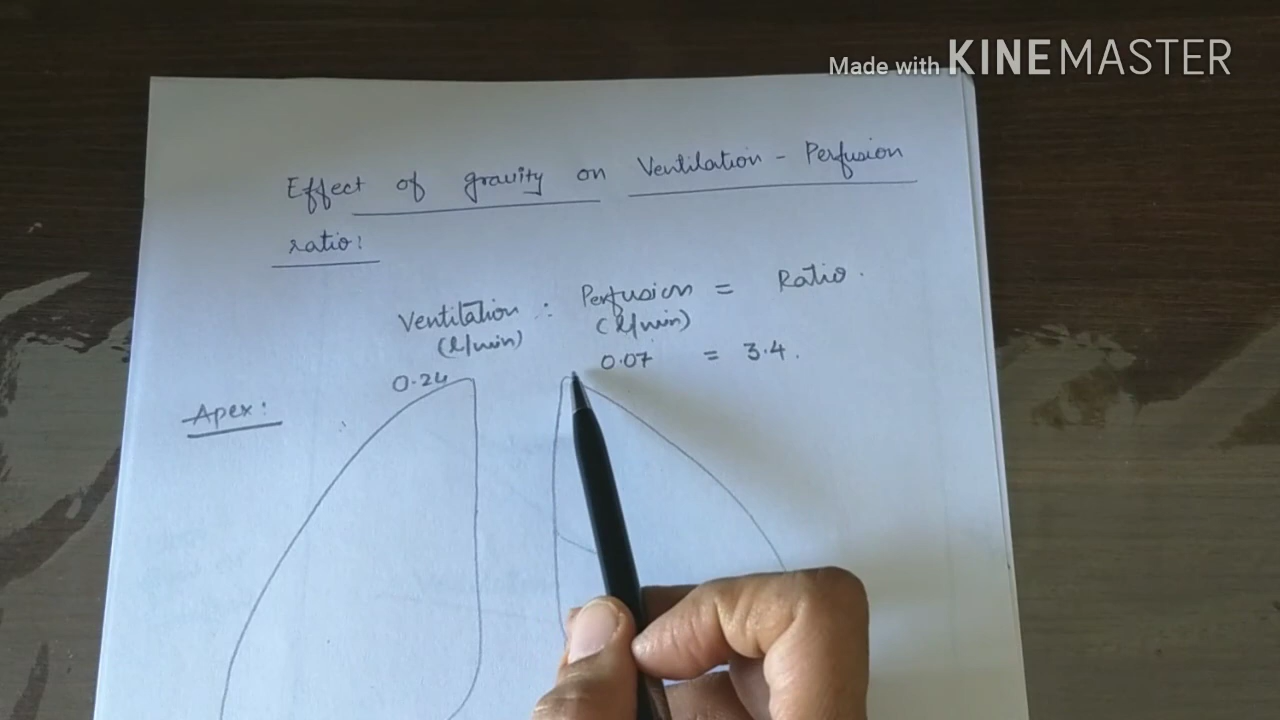 Made with KINEMASTER
Effect of gravity on Ventilation - Perfusion
ratio:
Ventilation : Perfusion = Ratio.
(l/min) (l/min)
0.24 0.07 = 3.4.
Apex: